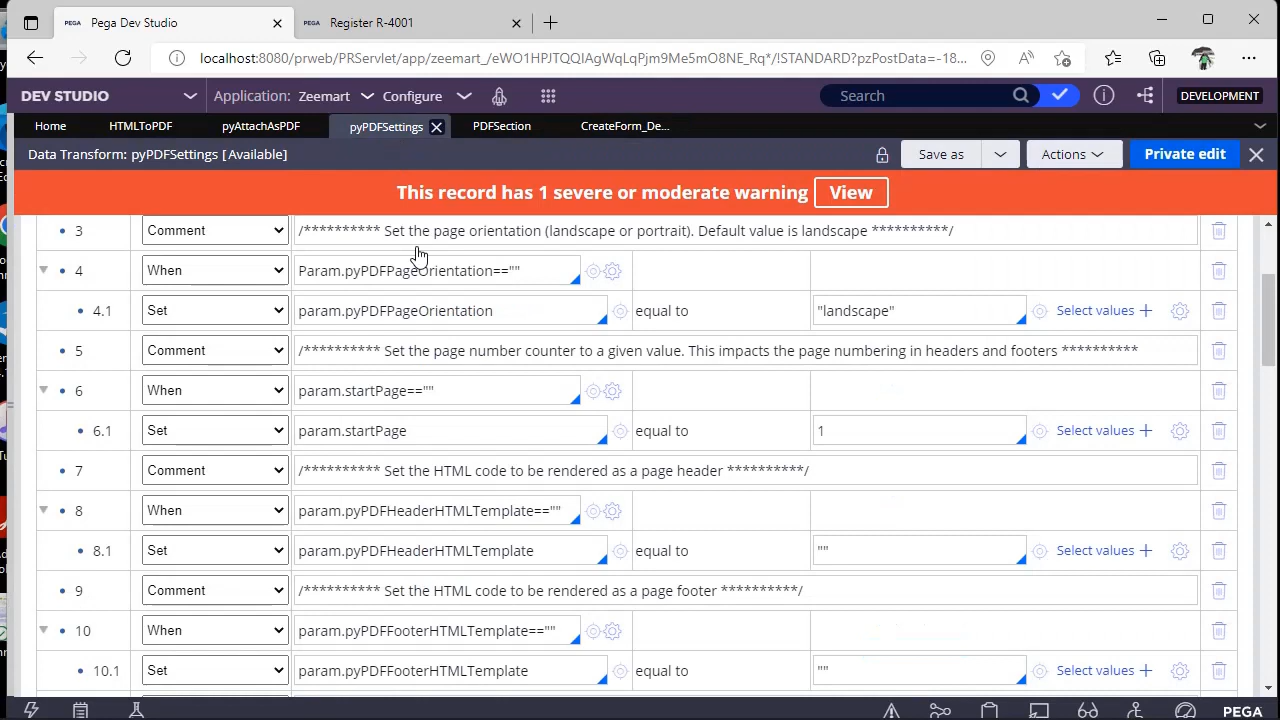 PEGA Pega Dev Studio
PEGA Register R-4001
localhost:8080/prweb/PRServlet/app/zeemart_/eWO1HPJTQQIAgWqLqPjm9Me5mO8NE_Rq*/!STANDARD?pzPostData=-18...
DEV STUDIO
Application: Zeemart
Configure
Search
DEVELOPMENT
Home
HTMLToPDF
pyAttachAsPDF
pyPDFSettings
PDFSection
CreateForm_De...
Data Transform: pyPDFSettings [Available]
Save as
Actions
Private edit
This record has 1 severe or moderate warning View
3 Comment /********** Set the page orientation (landscape or portrait). Default value is landscape **********/
4 When Param.pyPDFPageOrientation==""
4.1 Set param.pyPDFPageOrientation equal to "landscape" Select values
5 Comment /********** Set the page number counter to a given value. This impacts the page numbering in headers and footers **********
6 When param.startPage==""
6.1 Set param.startPage equal to 1 Select values
7 Comment /********** Set the HTML code to be rendered as a page header **********/
8 When param.pyPDFHeaderHTMLTemplate==""
8.1 Set param.pyPDFHeaderHTMLTemplate equal to "" Select values
9 Comment /********** Set the HTML code to be rendered as a page footer **********/
10 When param.pyPDFFooterHTMLTemplate==""
10.1 Set param.pyPDFFooterHTMLTemplate equal to "" Select values
PEGA